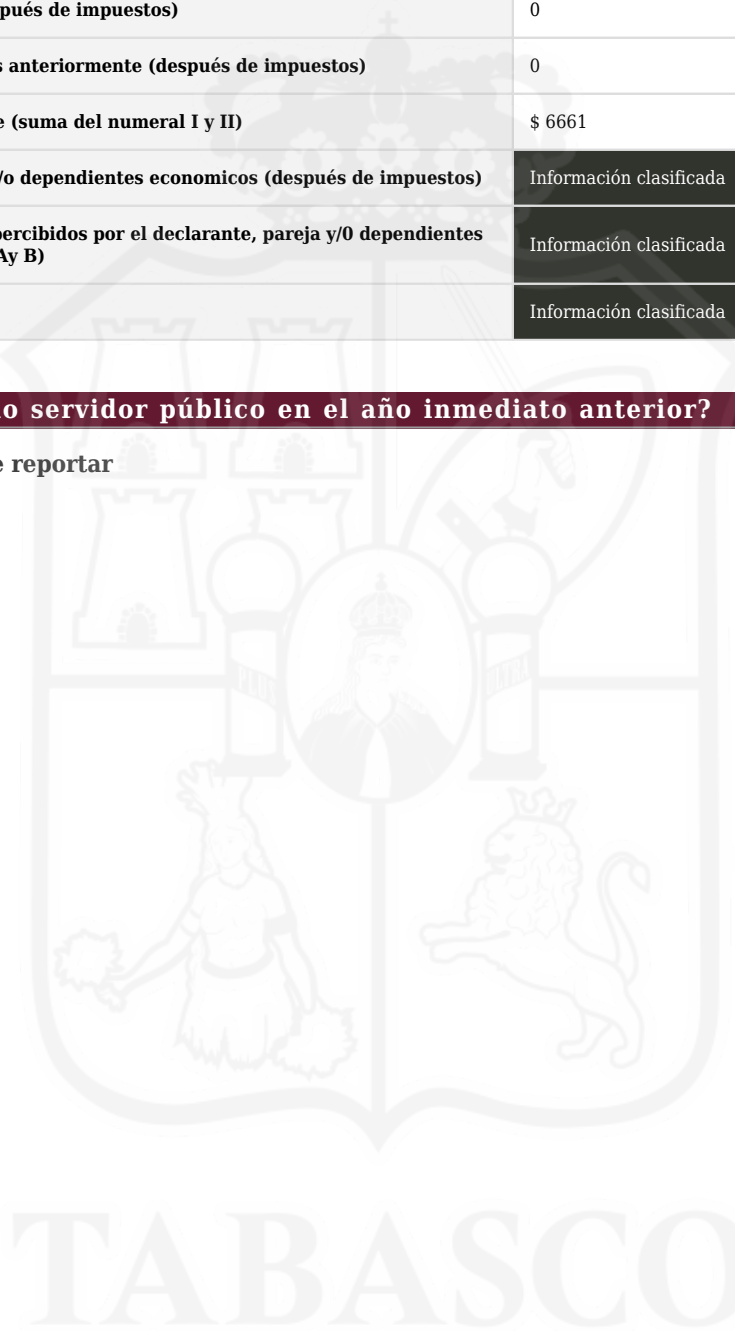 pués de impuestos) 0
s anteriormente (después de impuestos) 0
e (suma del numeral I y II) $ 6661
/o dependientes economicos (después de impuestos) Información clasificada
percibidos por el declarante, pareja y/0 dependientes
Ay B) Información clasificada
Información clasificada
o servidor público en el año inmediato anterior?
e reportar
PLUS ULTRA
TABASCO